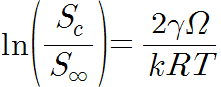 ln(S_c / S_∞) = 2γΩ / kRT